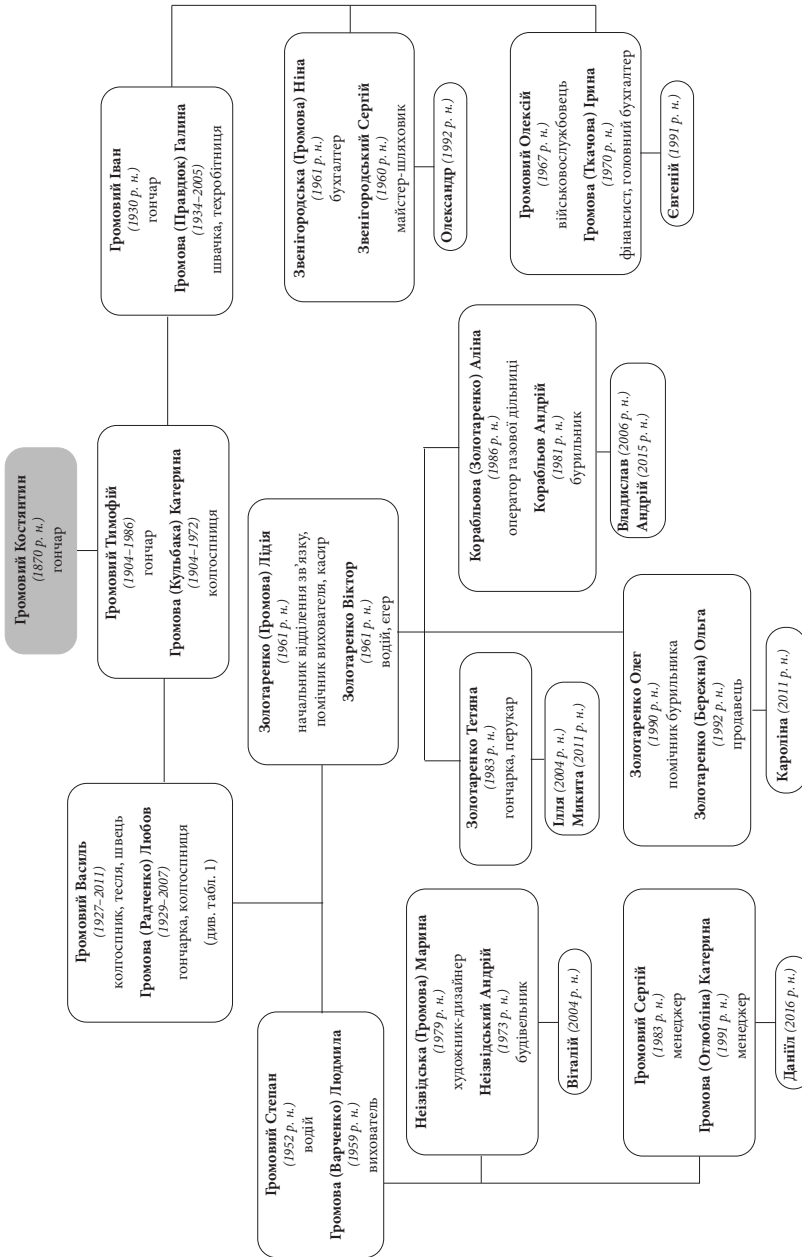 Громовий Костянтин
(1870 р. н.)
гончар
Громовий Тимофій
(1904–1986)
гончар
Громова (Кульбака) Катерина
(1904–1972)
колгоспниця
Громовий Василь
(1927–2011)
колгоспник, тесля, швець
Громова (Радченко) Любов
(1929–2007)
гончарка, колгоспниця
(див. табл. 1)
Громовий Іван
(1930 р. н.)
гончар
Громова (Правдюк) Галина
(1934–2005)
швачка, техробітниця
Громовий Степан
(1952 р. н.)
водій
Громова (Варченко) Людмила
(1959 р. н.)
вихователь
Золотаренко (Громова) Лідія
(1961 р. н.)
начальник відділення зв’язку,
помічник вихователя, касир
Золотаренко Віктор
(1961 р. н.)
водій, єгер
Звенігородська (Громова) Ніна
(1961 р. н.)
бухгалтер
Звенігородський Сергій
(1960 р. н.)
майстер-шляховик
Олександр (1992 р. н.)
Громовий Олексій
(1967 р. н.)
військовослужбовець
Громова (Ткачова) Ірина
(1970 р. н.)
фінансист, головний бухгалтер
Євгеній (1991 р. н.)
Неізвідська (Громова) Марина
(1979 р. н.)
художник-дизайнер
Неізвідський Андрій
(1973 р. н.)
будівельник
Віталій (2004 р. н.)
Громовий Сергій
(1983 р. н.)
менеджер
Громова (Оглобліна) Катерина
(1991 р. н.)
менеджер
Даніїл (2016 р. н.)
Золотаренко Тетяна
(1983 р. н.)
гончарка, перукар
Ілля (2004 р. н.)
Микита (2011 р. н.)
Корабльова (Золотаренко) Аліна
(1986 р. н.)
оператор газової дільниці
Корабльов Андрій
(1981 р. н.)
бурильник
Владислав (2006 р. н.)
Андрій (2015 р. н.)
Золотаренко Олег
(1990 р. н.)
помічник бурильника
Золотаренко (Бережна) Ольга
(1992 р. н.)
продавець
Кароліна (2011 р. н.)